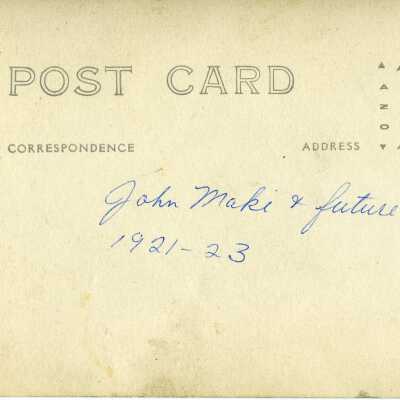 POST CARD
CORRESPONDENCE
ADDRESS
AZO
John Maki & future
1921-23